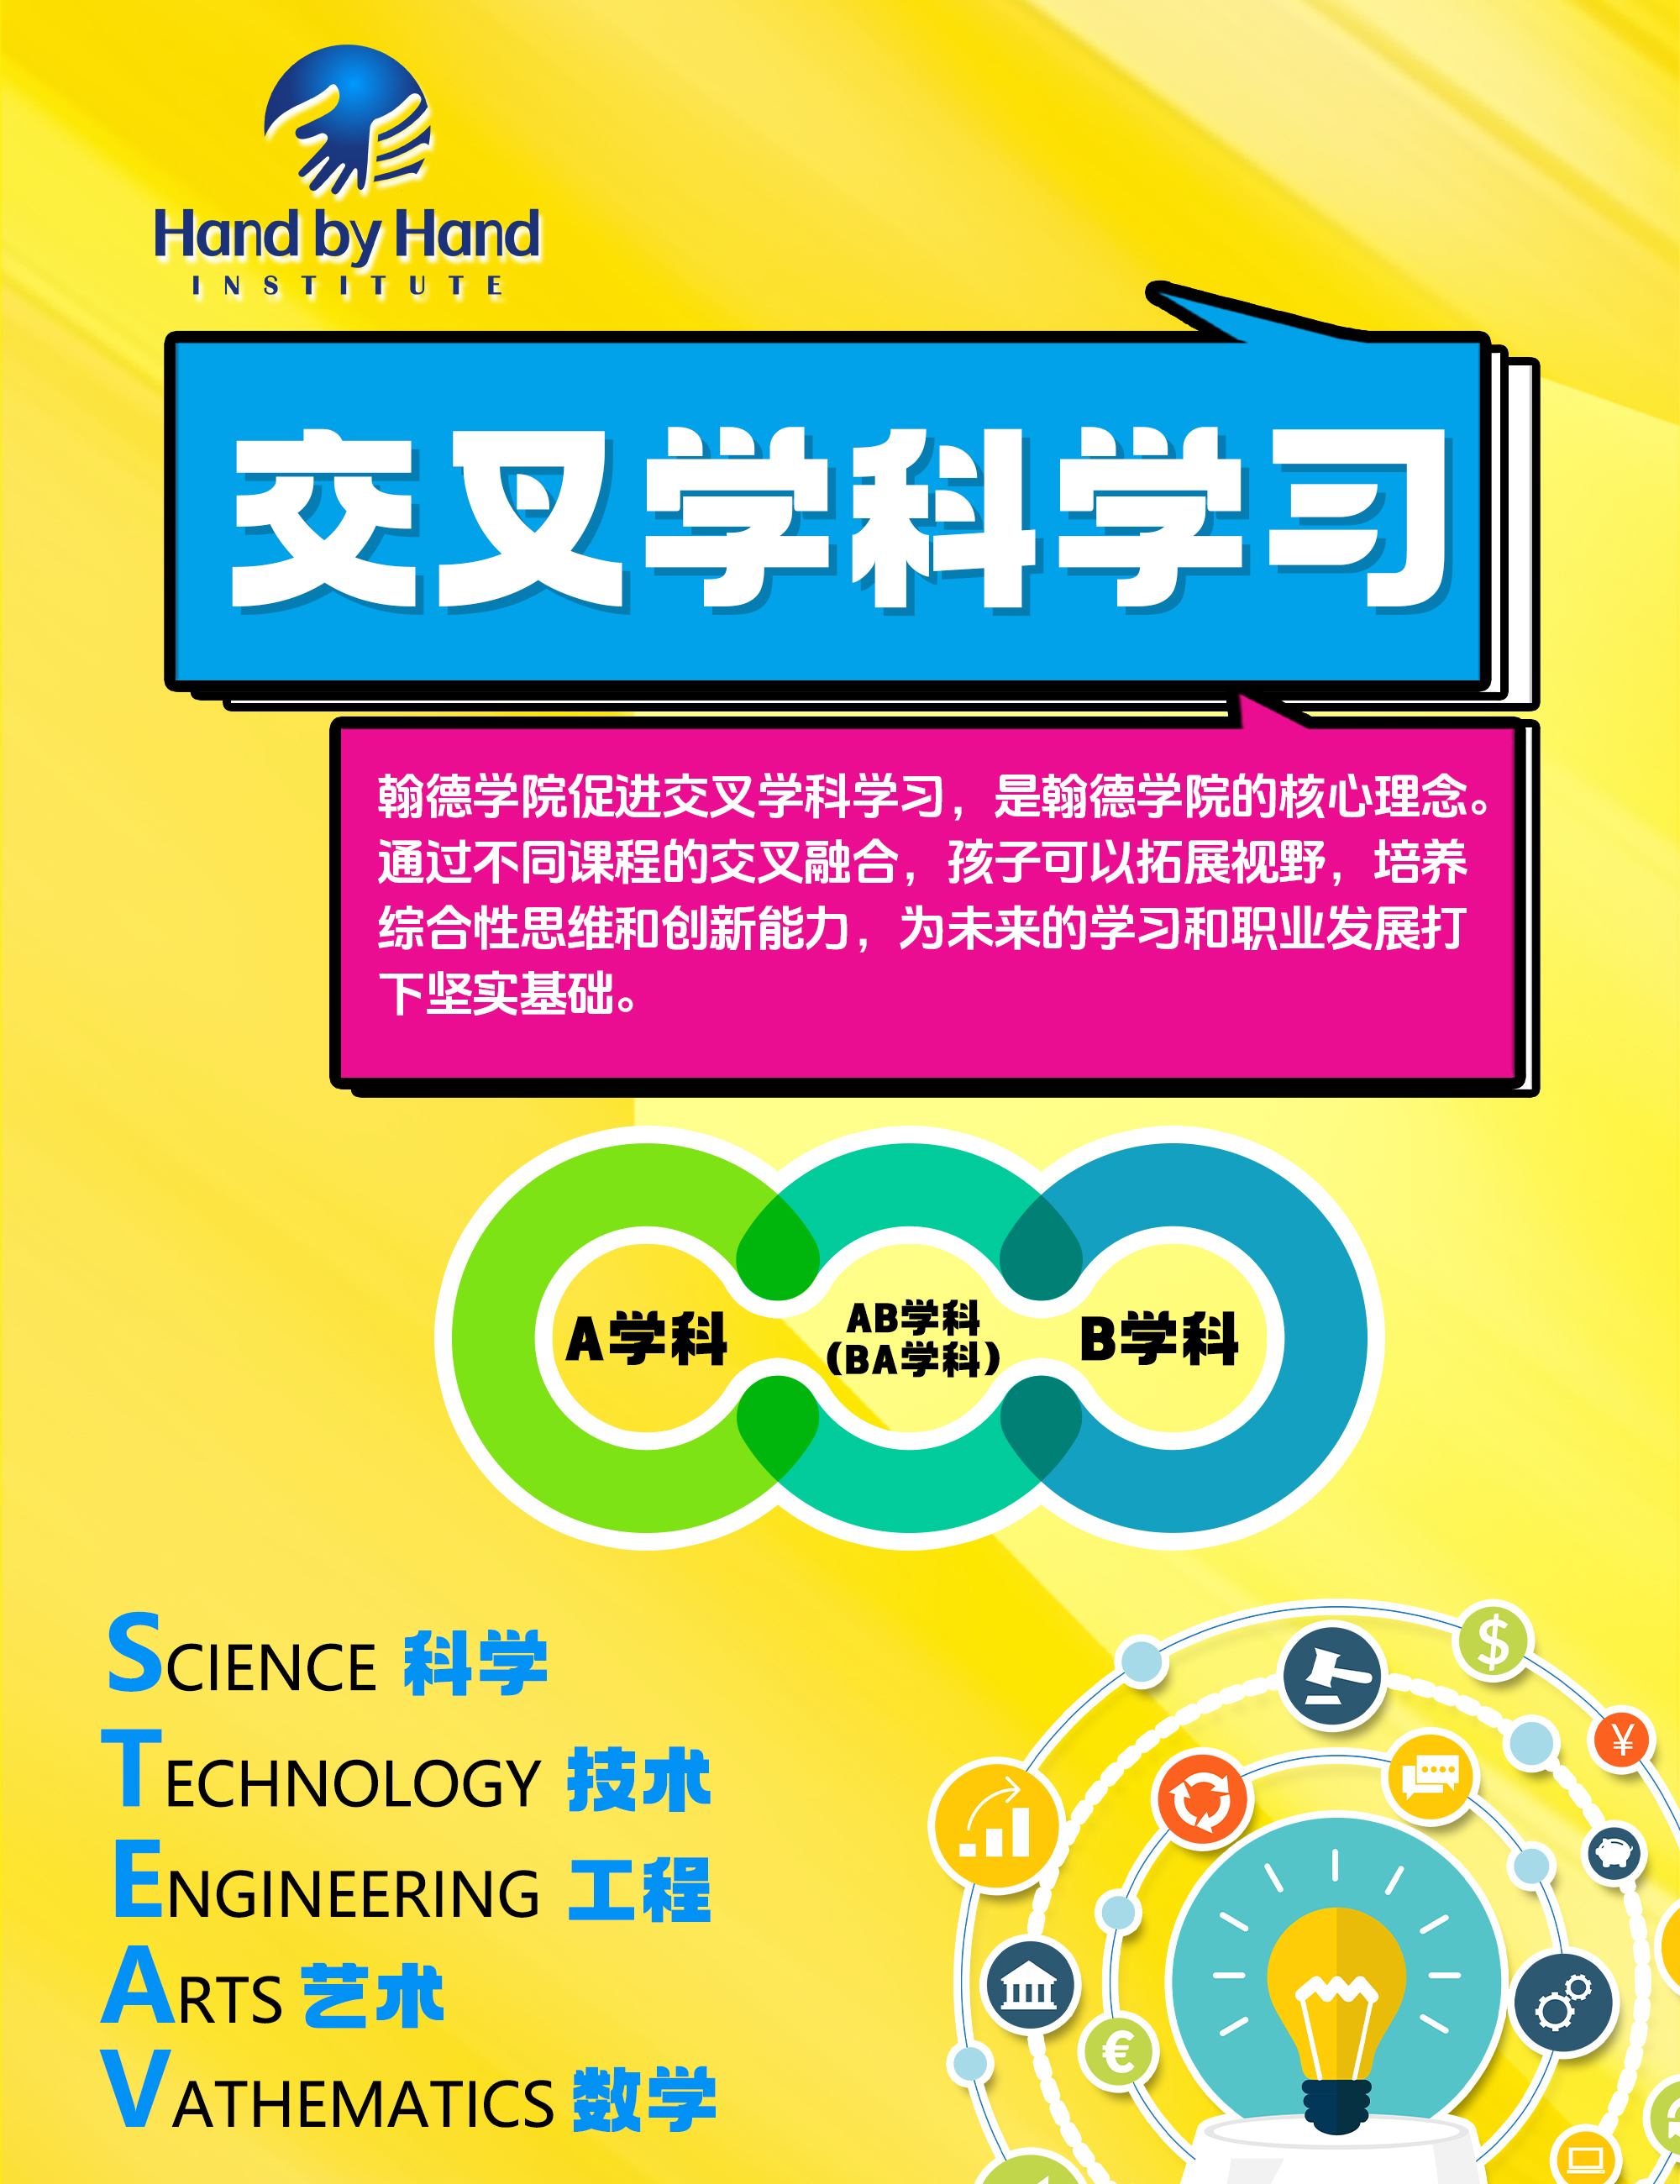 Hand by Hand
INSTITUTE
交叉学科学习
翰德学院促进交叉学科学习，是翰德学院的核心理念。
通过不同课程的交叉融合，孩子可以拓展视野，培养
综合性思维和创新能力，为未来的学习和职业发展打
下坚实基础。
A学科
AB学科
(BA学科)
B学科
SCIENCE 科学
TECHNOLOGY 技术
ENGINEERING 工程
ARTS 艺术
VATHEMATICS 数学
$
¥
€